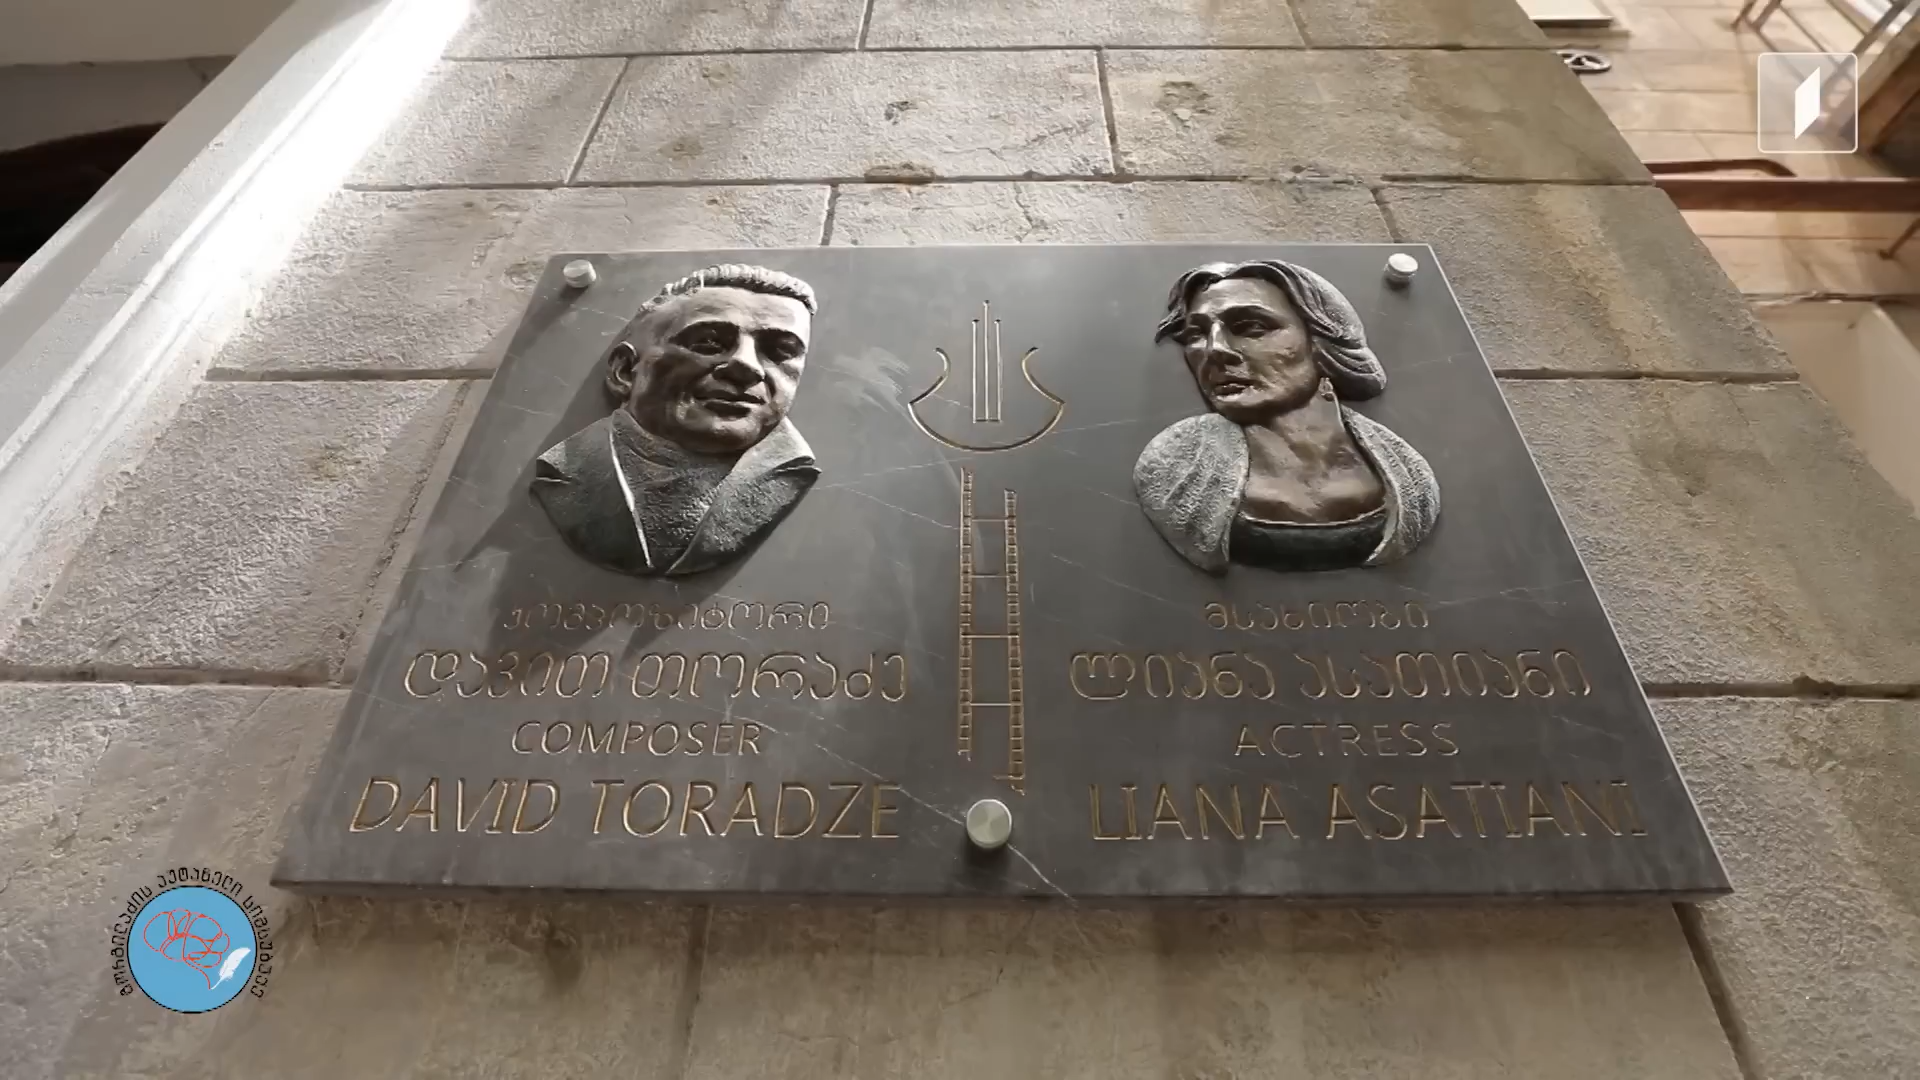 კომპოზიტორი
დავით თორაძე
COMPOSER
DAVID TORADZE
მსახიობი
ლიანა ასათიანი
ACTRESS
LIANA ASATIANI